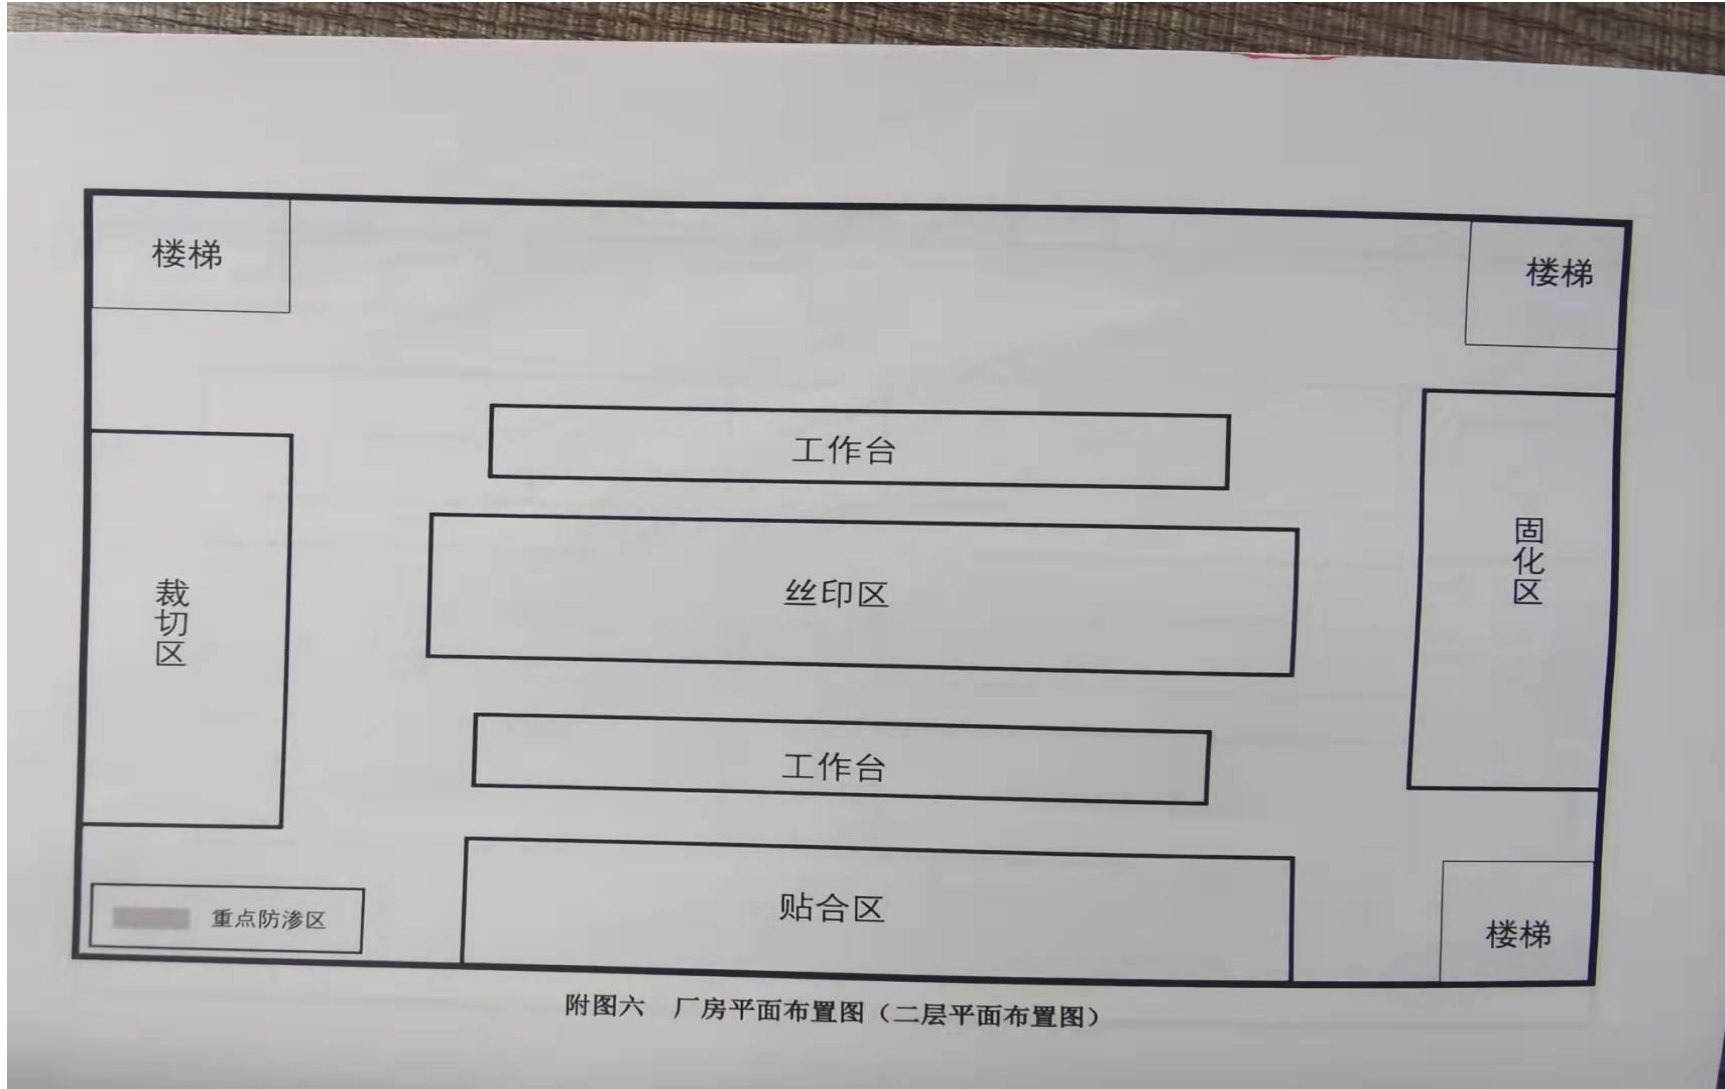 楼梯
楼梯
工作台
丝印区
固化区
裁切区
工作台
贴合区
重点防渗区
楼梯
附图六 厂房平面布置图（二层平面布置图）